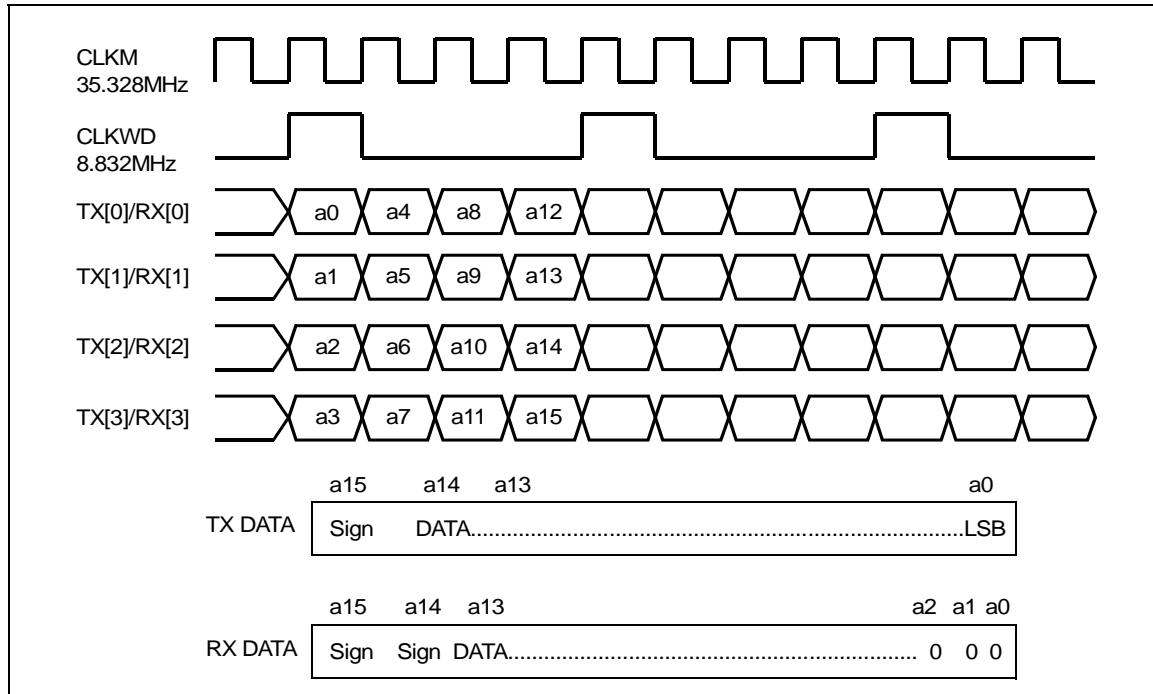 CLKM
35.328MHz
CLKWD
8.832MHz
TX[0]/RX[0] a0 a4 a8 a12
TX[1]/RX[1] a1 a5 a9 a13
TX[2]/RX[2] a2 a6 a10 a14
TX[3]/RX[3] a3 a7 a11 a15
a15 a14 a13 a0
TX DATA Sign DATA...................................................................................LSB
a15 a14 a13 a2 a1 a0
RX DATA Sign Sign DATA..................................................................... 0 0 0